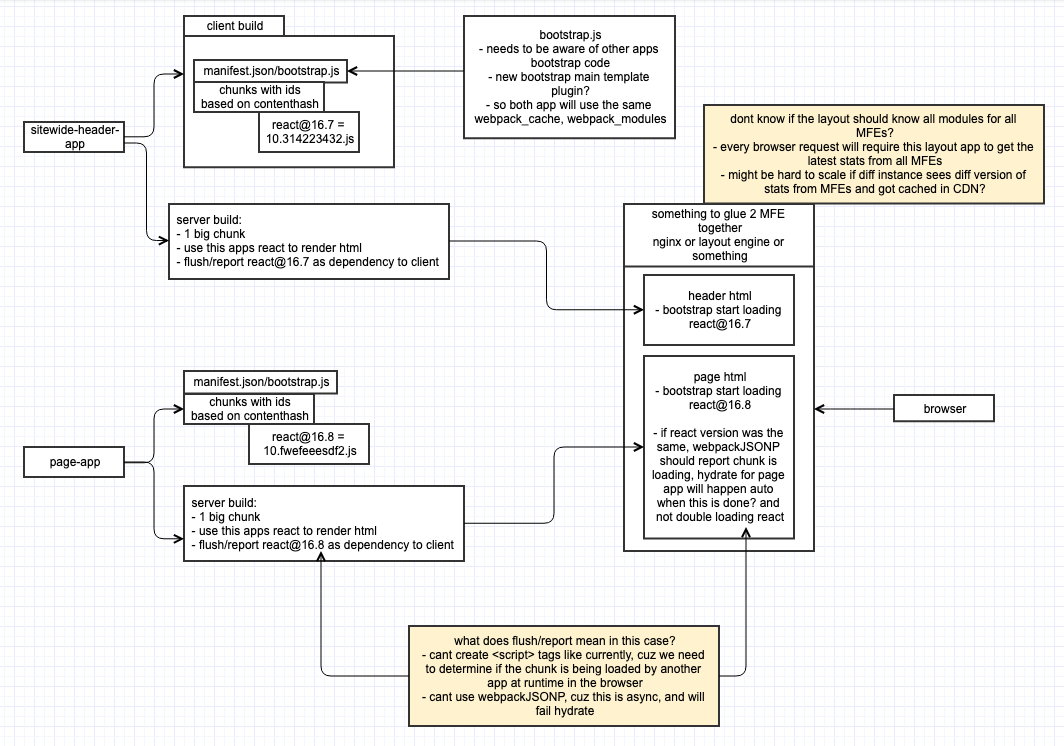 client build
manifest.json/bootstrap.js
chunks with ids
based on contenthash
react@16.7 =
10.314223432.js
bootstrap.js
- needs to be aware of other apps
bootstrap code
- new bootstrap main template
plugin?
- so both app will use the same
webpack_cache, webpack_modules
dont know if the layout should know all modules for all
MFEs?
- every browser request will require this layout app to get the
latest stats from all MFEs
- might be hard to scale if diff instance sees diff version of
stats from MFEs and got cached in CDN?
sitewide-header-
app
server build:
- 1 big chunk
- use this apps react to render html
- flush/report react@16.7 as dependency to client
something to glue 2 MFE
together
nginx or layout engine or
something
header html
- bootstrap start loading
react@16.7
page html
- bootstrap start loading
react@16.8
- if react version was the
same, webpackJSONP
should report chunk is
loading, hydrate for page
app will happen auto
when this is done? and
not double loading react
browser
manifest.json/bootstrap.js
chunks with ids
based on contenthash
react@16.8 =
10.fwefeeesdf2.js
page-app
server build:
- 1 big chunk
- use this apps react to render html
- flush/report react@16.8 as dependency to client
what does flush/report mean in this case?
- cant create <script> tags like currently, cuz we need
to determine if the chunk is being loaded by another
app at runtime in the browser
- cant use webpackJSONP, cuz this is async, and will
fail hydrate